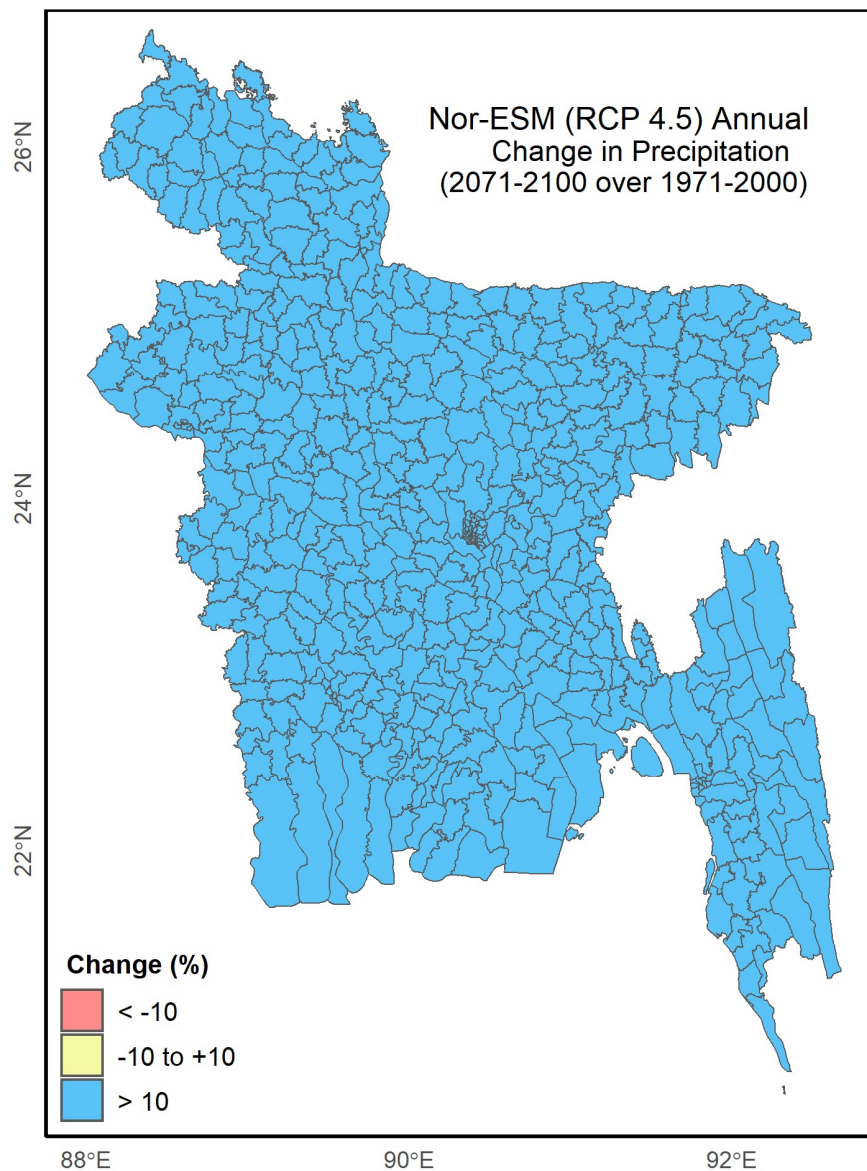 Nor-ESM (RCP 4.5) Annual
Change in Precipitation
(2071-2100 over 1971-2000)
26°N
24°N
22°N
Change (%)
< -10
-10 to +10
> 10
88°E
90°E
92°E